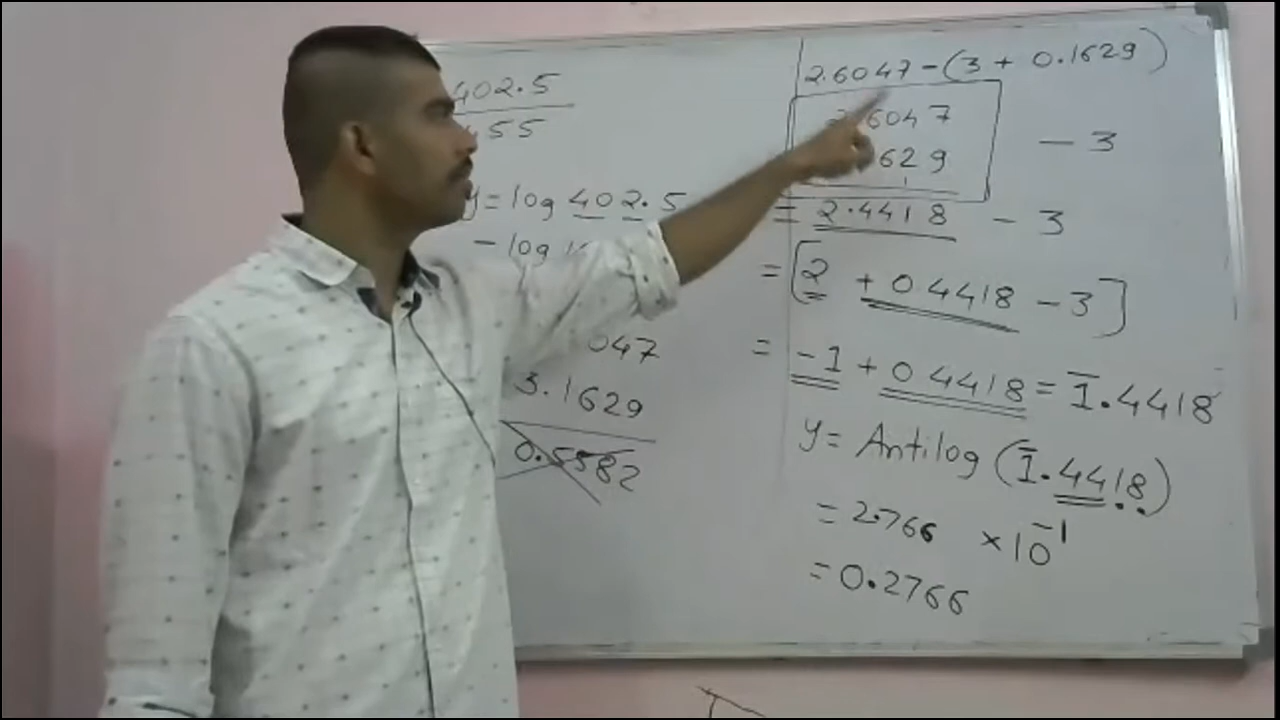 402.5
55
y = log 402.5
- log 1
047
3.1629
0.5582
2.6047 - (3 + 0.1629)
6047
629 - 3
= 2.4418 - 3
= [2 + 0 4418 - 3]
= -1 + 0 4418 = 1̅.4418
y = Antilog (1̅.4418)
= 2.766 × 10⁻¹
= 0.2766